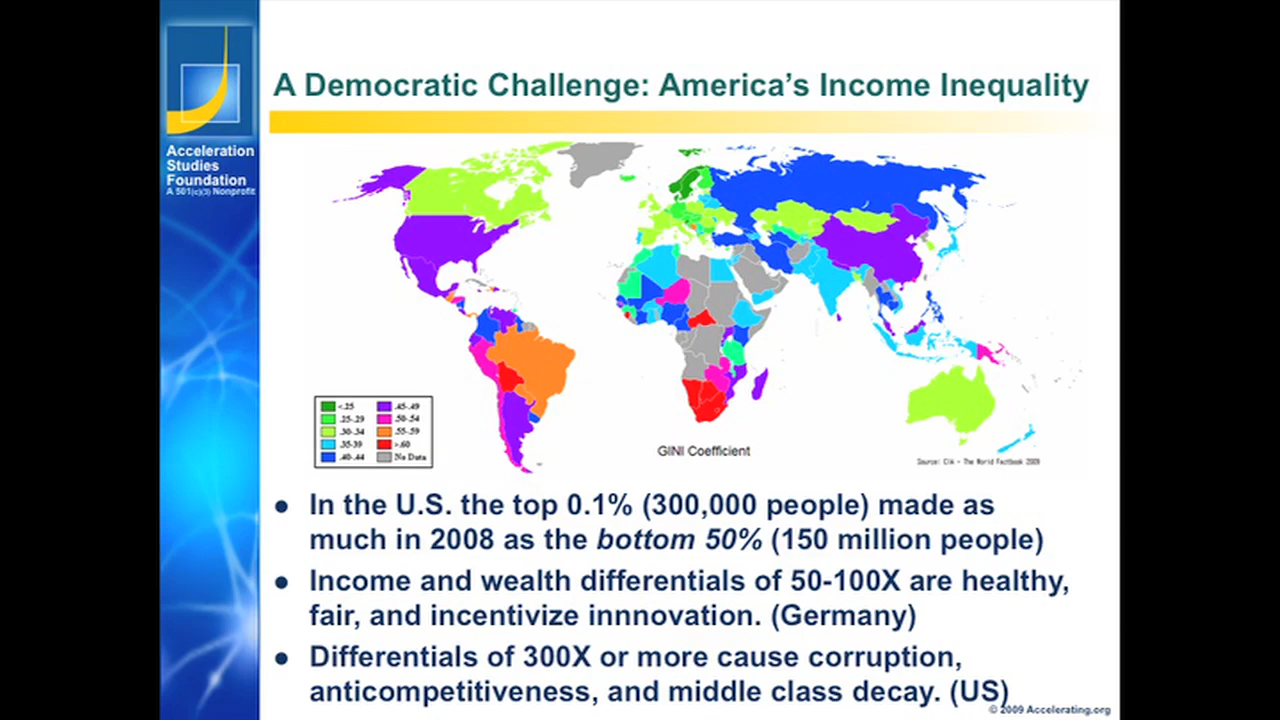 A Democratic Challenge: America's Income Inequality
Acceleration
Studies
Foundation
A 501(c)(3) Nonprofit
<.25
.25-.29
.30-.34
.35-39
.40-.44
.45-.49
.50-.54
.55-.59
>.60
No Data
GINI Coefficient
Source: CIA - The World Factbook 2009
● In the U.S. the top 0.1% (300,000 people) made as
much in 2008 as the bottom 50% (150 million people)
● Income and wealth differentials of 50-100X are healthy,
fair, and incentivize innnovation. (Germany)
● Differentials of 300X or more cause corruption,
anticompetitiveness, and middle class decay. (US)
© 2009 Accelerating.org